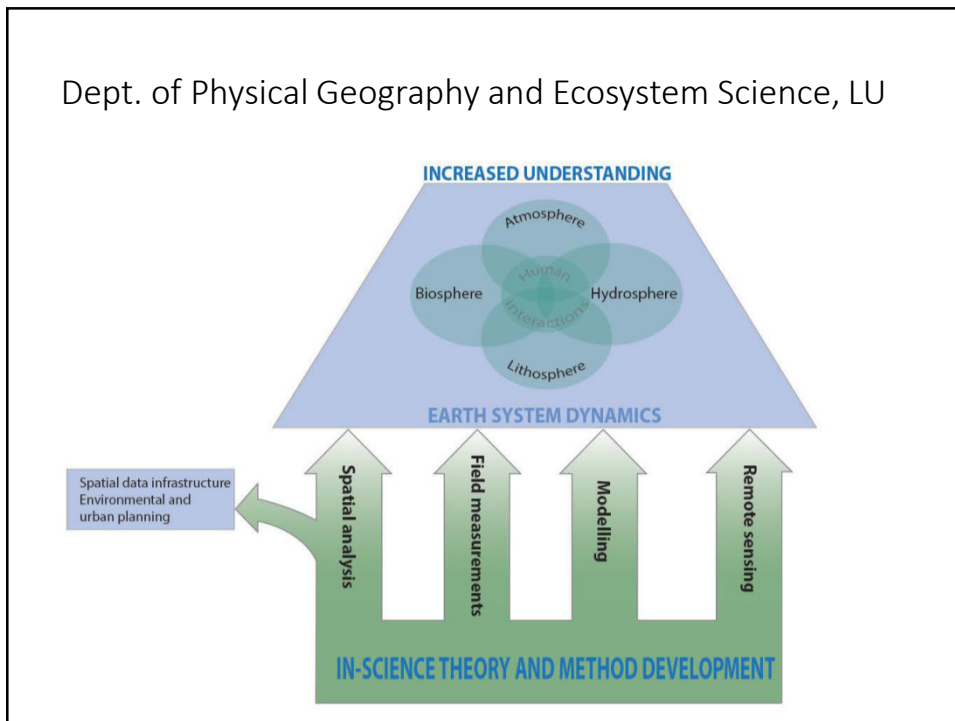 Dept. of Physical Geography and Ecosystem Science, LU
INCREASED UNDERSTANDING
Atmosphere
Human
Biosphere
Hydrosphere
Interactions
Lithosphere
EARTH SYSTEM DYNAMICS
Spatial data infrastructure
Environmental and
urban planning
Spatial analysis
Field measurements
Modelling
Remote sensing
IN-SCIENCE THEORY AND METHOD DEVELOPMENT